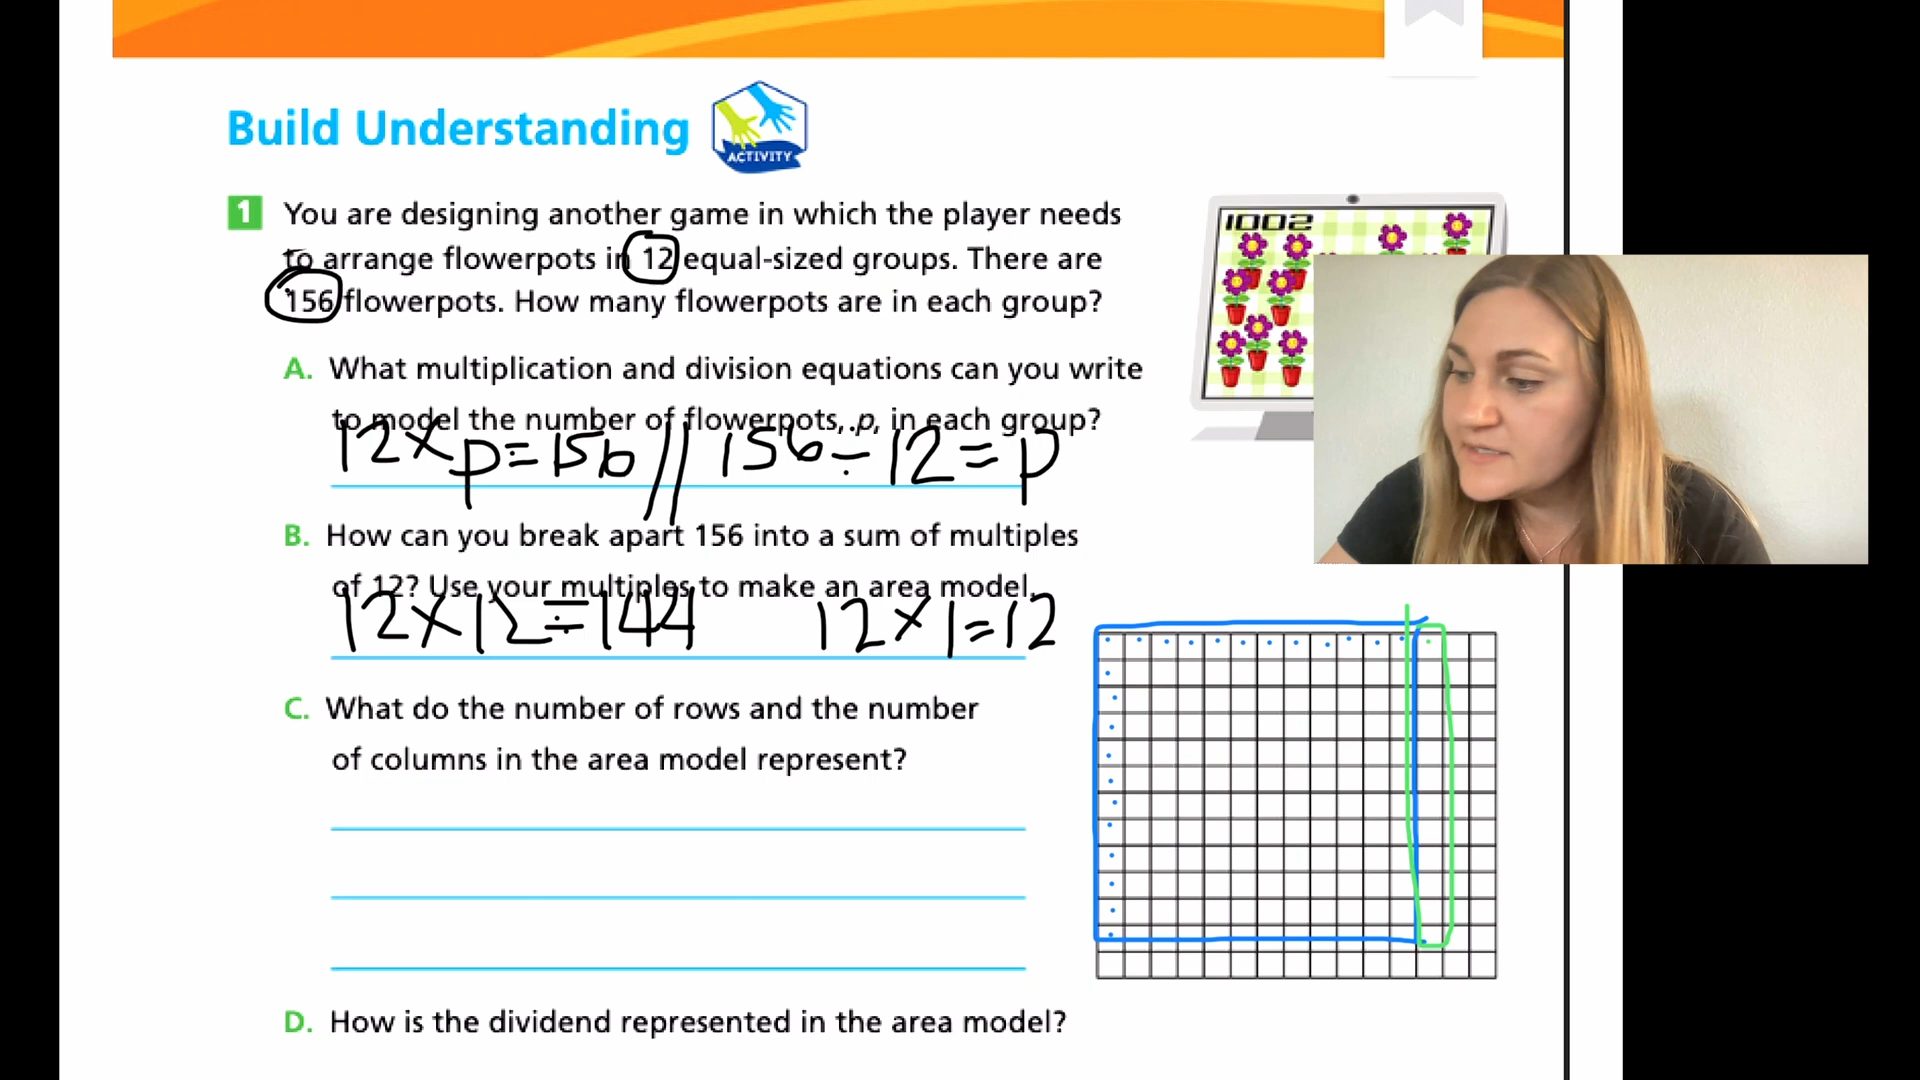 Build Understanding
ACTIVITY
1 You are designing another game in which the player needs
to arrange flowerpots in 12 equal-sized groups. There are
156 flowerpots. How many flowerpots are in each group?
1002
A. What multiplication and division equations can you write
to model the number of flowerpots, p, in each group?
12 × p = 156 // 156 ÷ 12 = p
B. How can you break apart 156 into a sum of multiples
of 12? Use your multiples to make an area model.
12 × 12 = 144 12 × 1 = 12
C. What do the number of rows and the number
of columns in the area model represent?
D. How is the dividend represented in the area model?